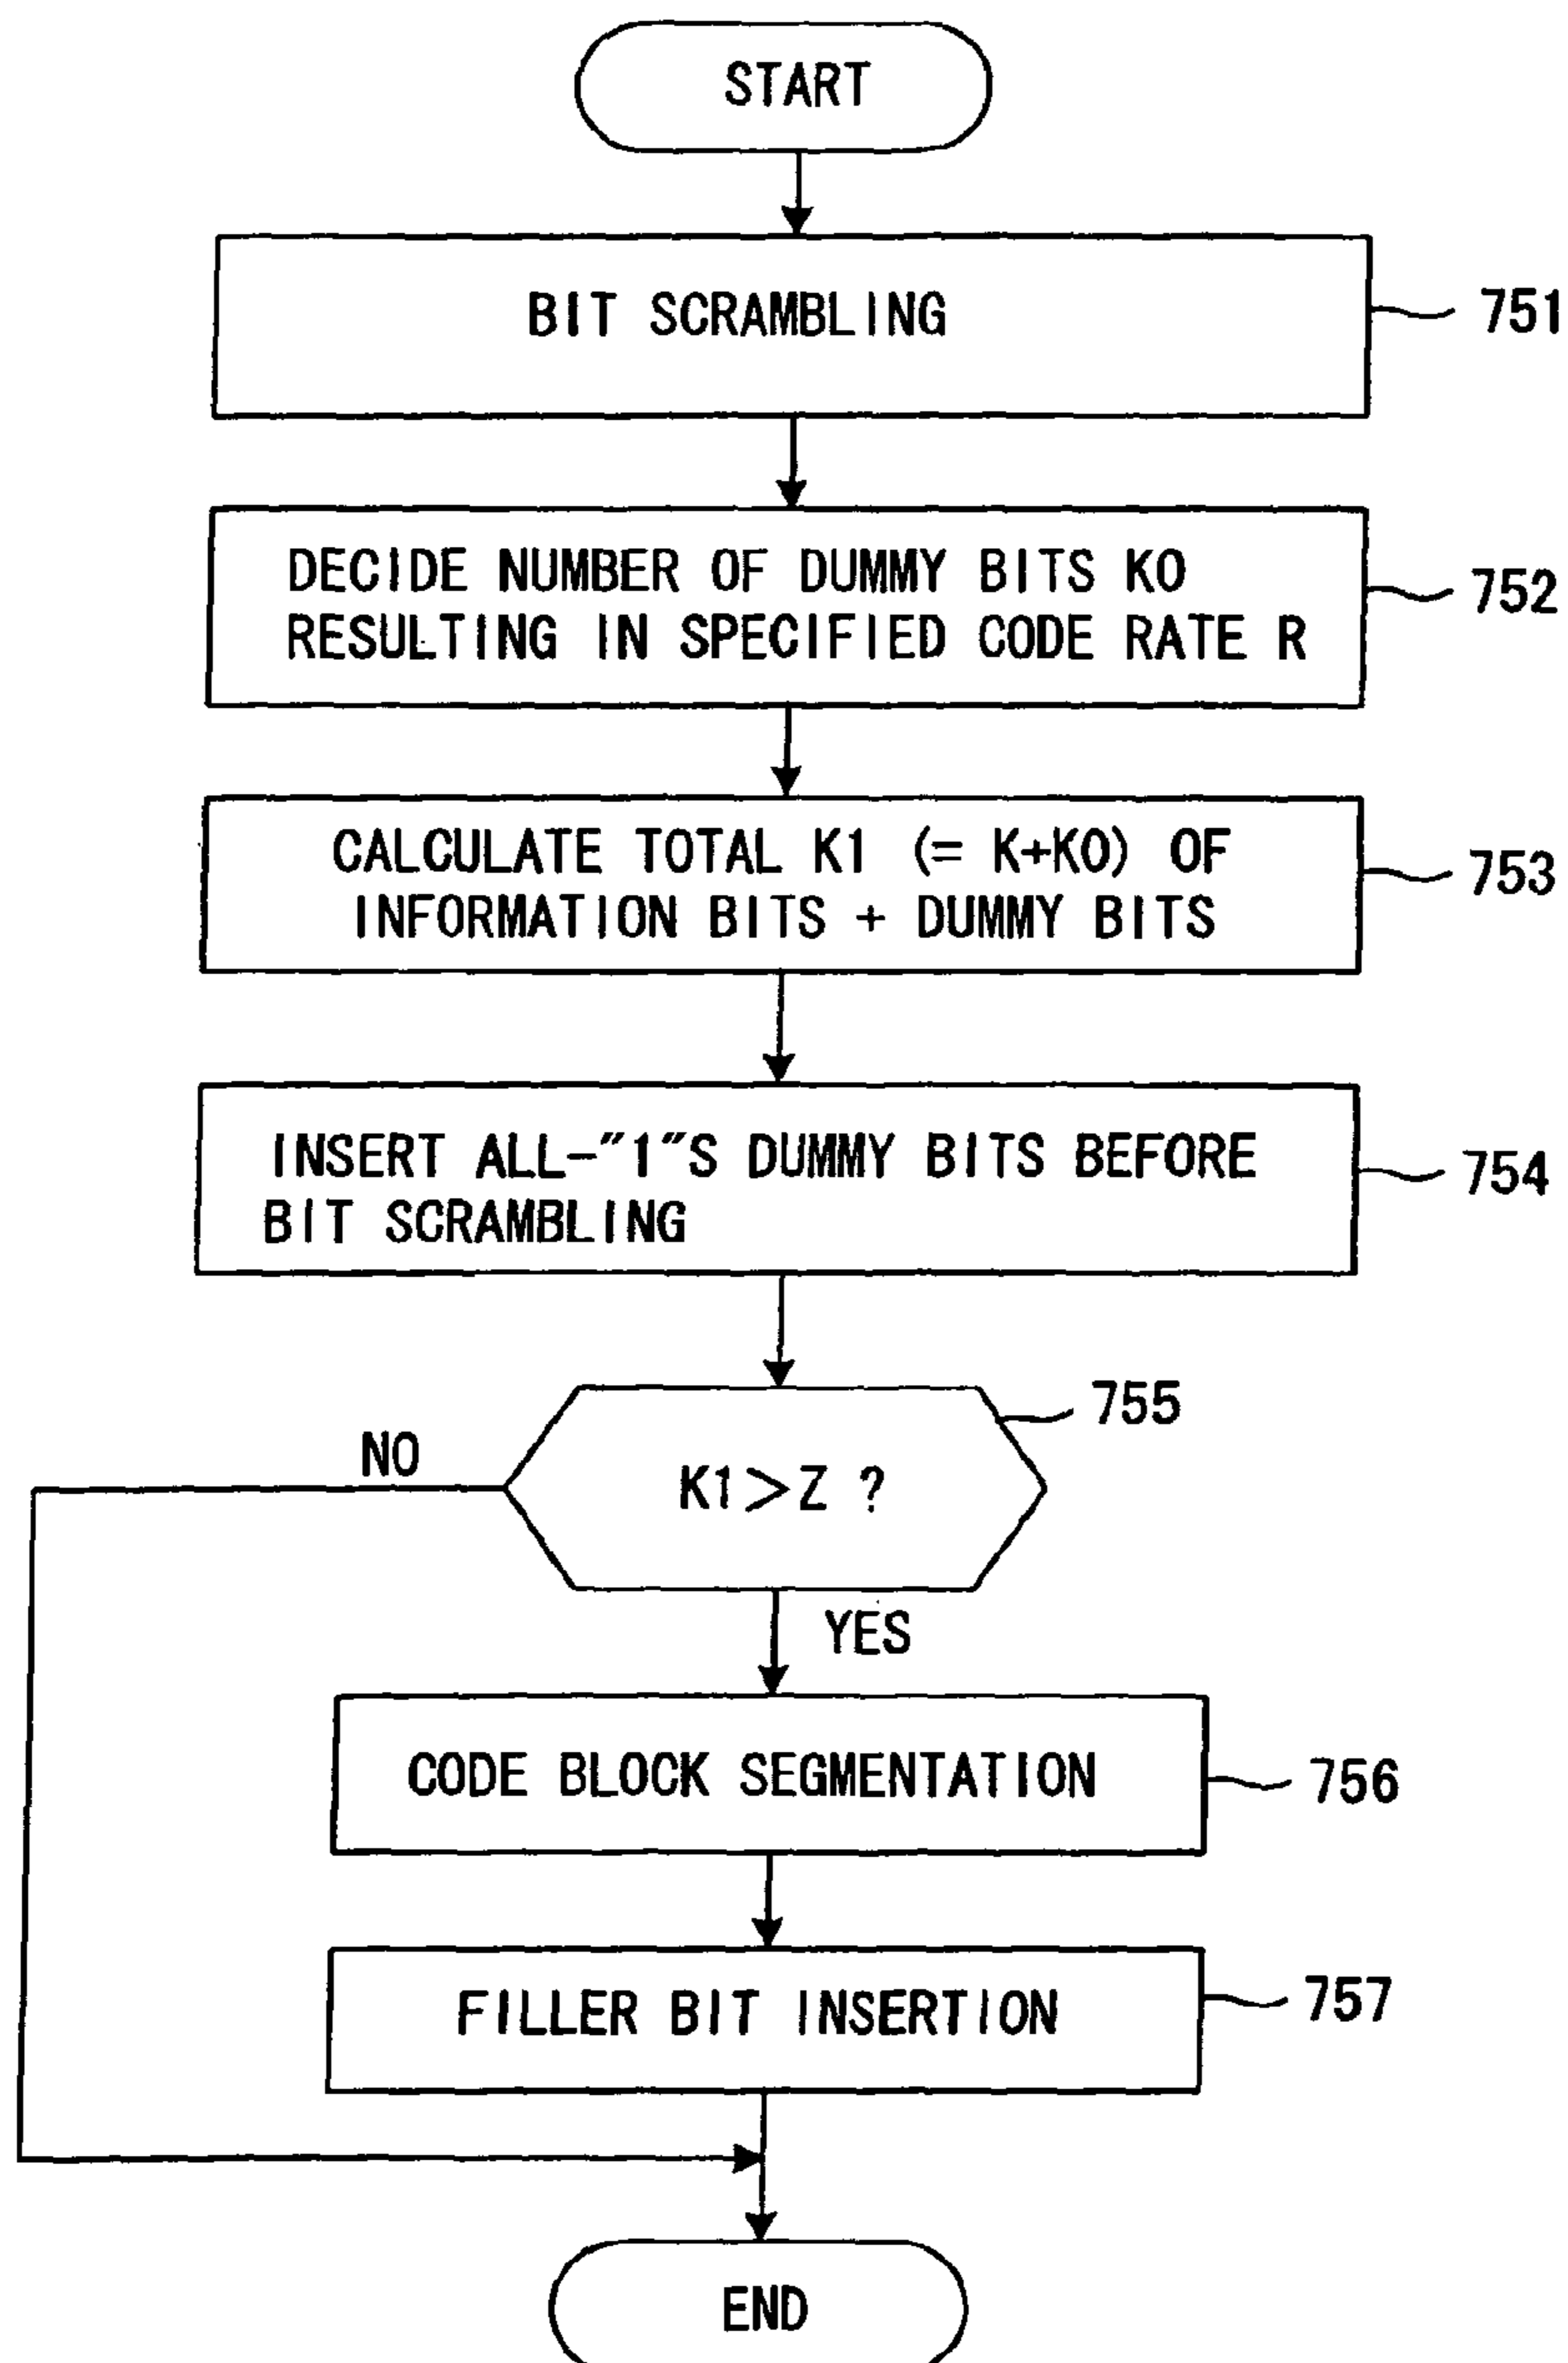 START
BIT SCRAMBLING
751
DECIDE NUMBER OF DUMMY BITS K0
RESULTING IN SPECIFIED CODE RATE R
752
CALCULATE TOTAL K1 (= K+K0) OF
INFORMATION BITS + DUMMY BITS
753
INSERT ALL-"1"S DUMMY BITS BEFORE
BIT SCRAMBLING
754
755
NO
K1>Z ?
YES
CODE BLOCK SEGMENTATION
756
FILLER BIT INSERTION
757
END